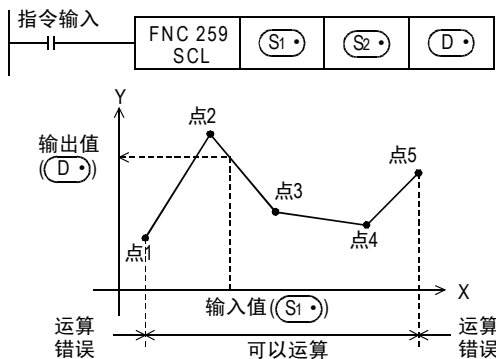 指令输入
FNC 259
SCL
S1・
S2・
D・
Y
点2
输出值
(D・)
点5
点3
点1
点4
X
输入值(S1・)
运算
错误
可以运算
运算
错误